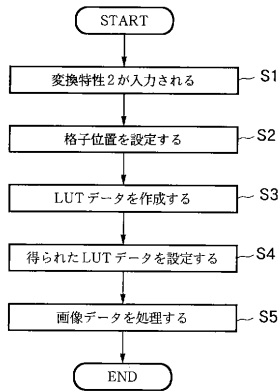 START
変換特性2が入力される S1
格子位置を設定する S2
LUTデータを作成する S3
得られたLUTデータを設定する S4
画像データを処理する S5
END